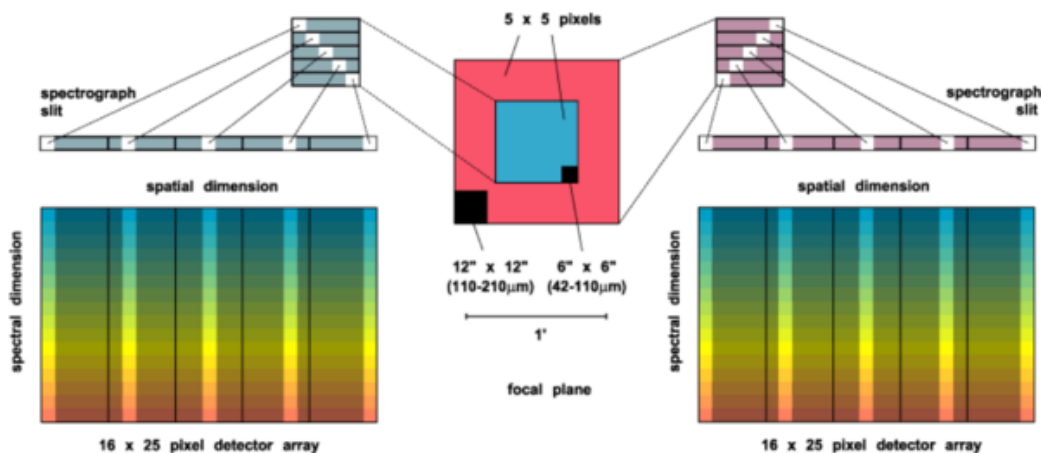 5 x 5 pixels
spectrograph
slit
spectrograph
slit
spatial dimension
spatial dimension
spectral dimension
spectral dimension
12" x 12"
(110-210μm)
6" x 6"
(42-110μm)
1'
focal plane
16 x 25 pixel detector array
16 x 25 pixel detector array